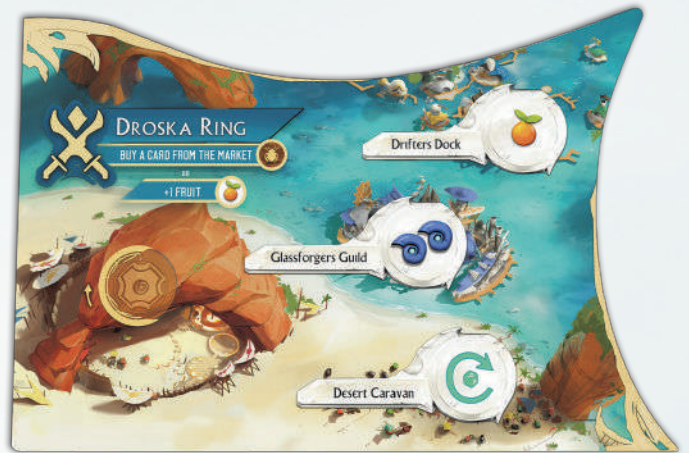 DROSKA RING
BUY A CARD FROM THE MARKET
OR
+1 FRUIT
Drifters Dock
Glassforgers Guild
Desert Caravan